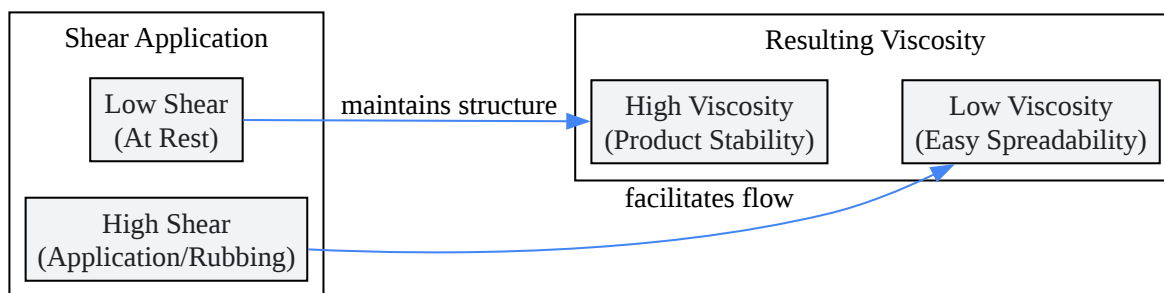 Shear Application
Low Shear
(At Rest)
High Shear
(Application/Rubbing)
maintains structure
facilitates flow
Resulting Viscosity
High Viscosity
(Product Stability)
Low Viscosity
(Easy Spreadability)